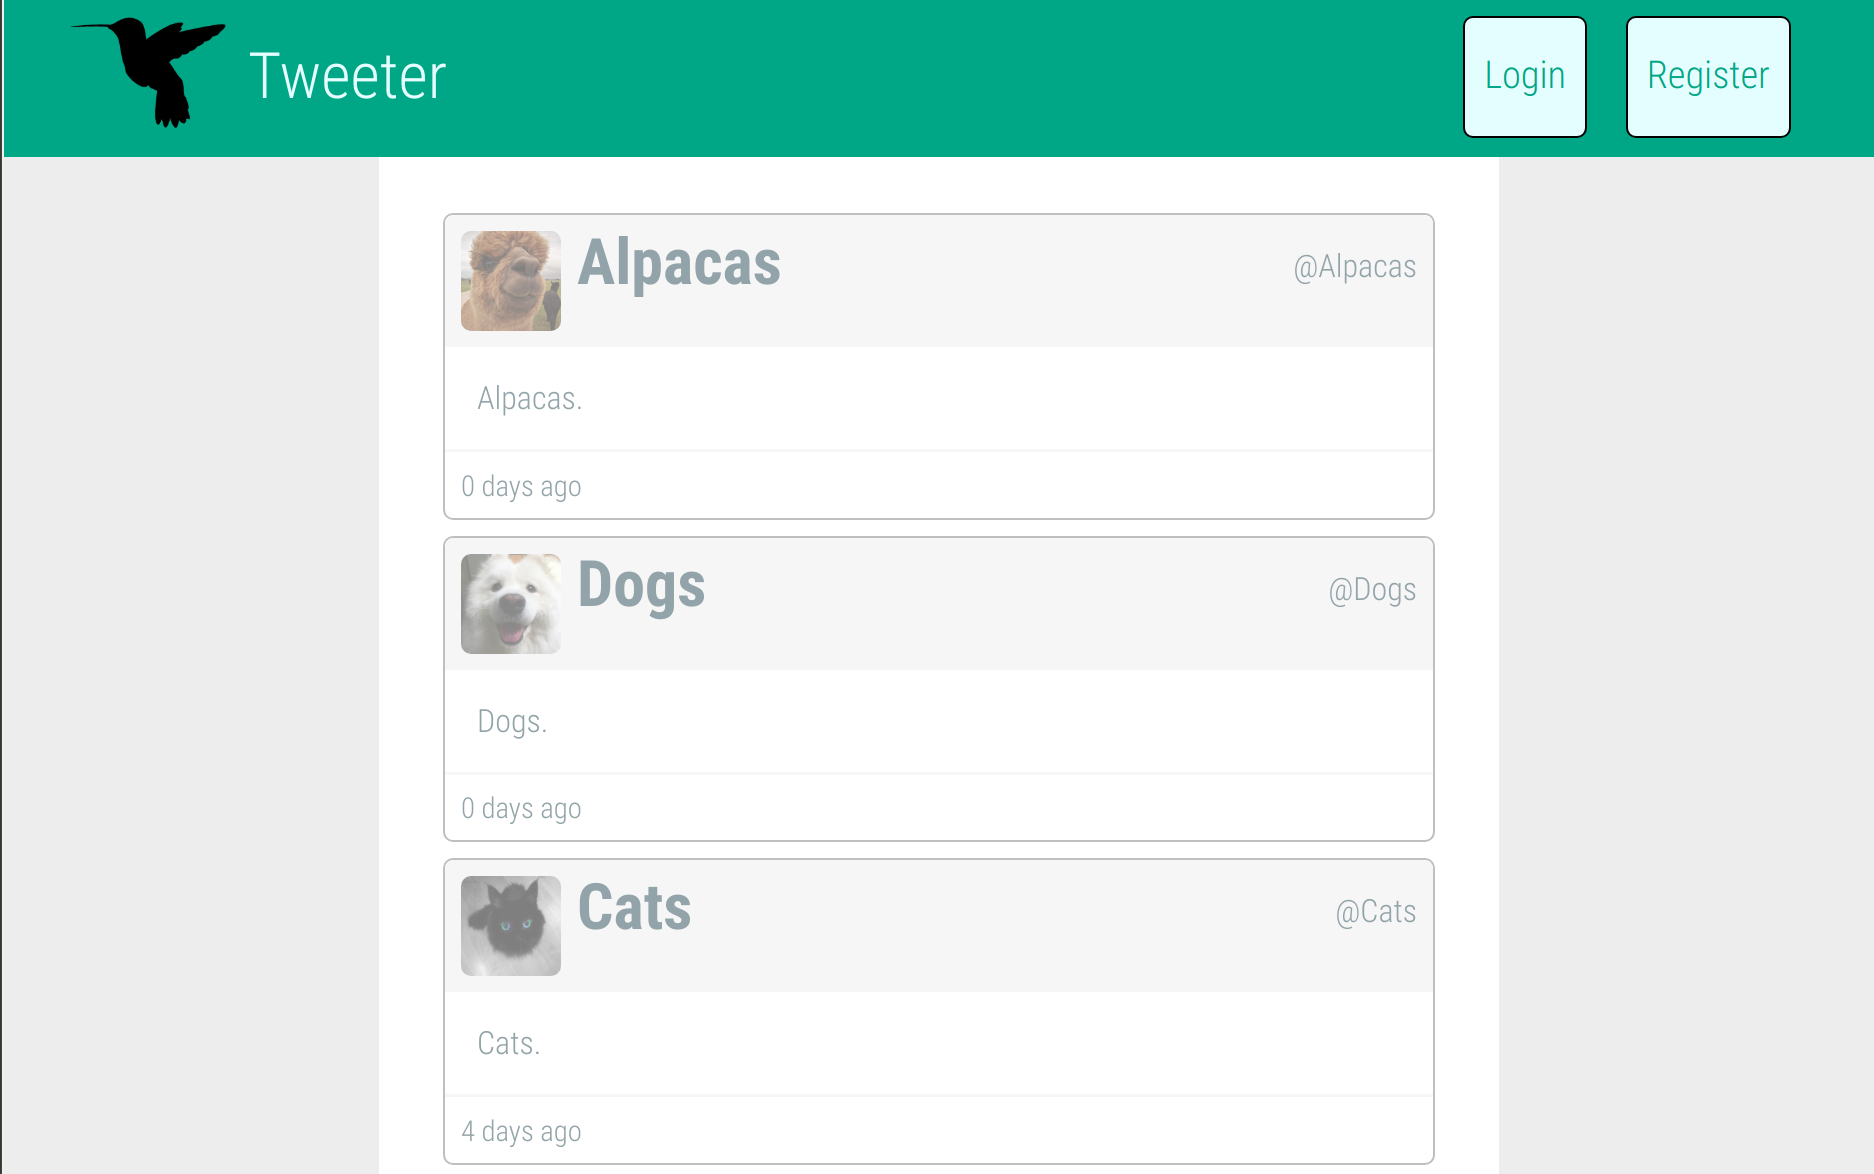 Tweeter
Login
Register
Alpacas
@Alpacas
Alpacas.
0 days ago
Dogs
@Dogs
Dogs.
0 days ago
Cats
@Cats
Cats.
4 days ago